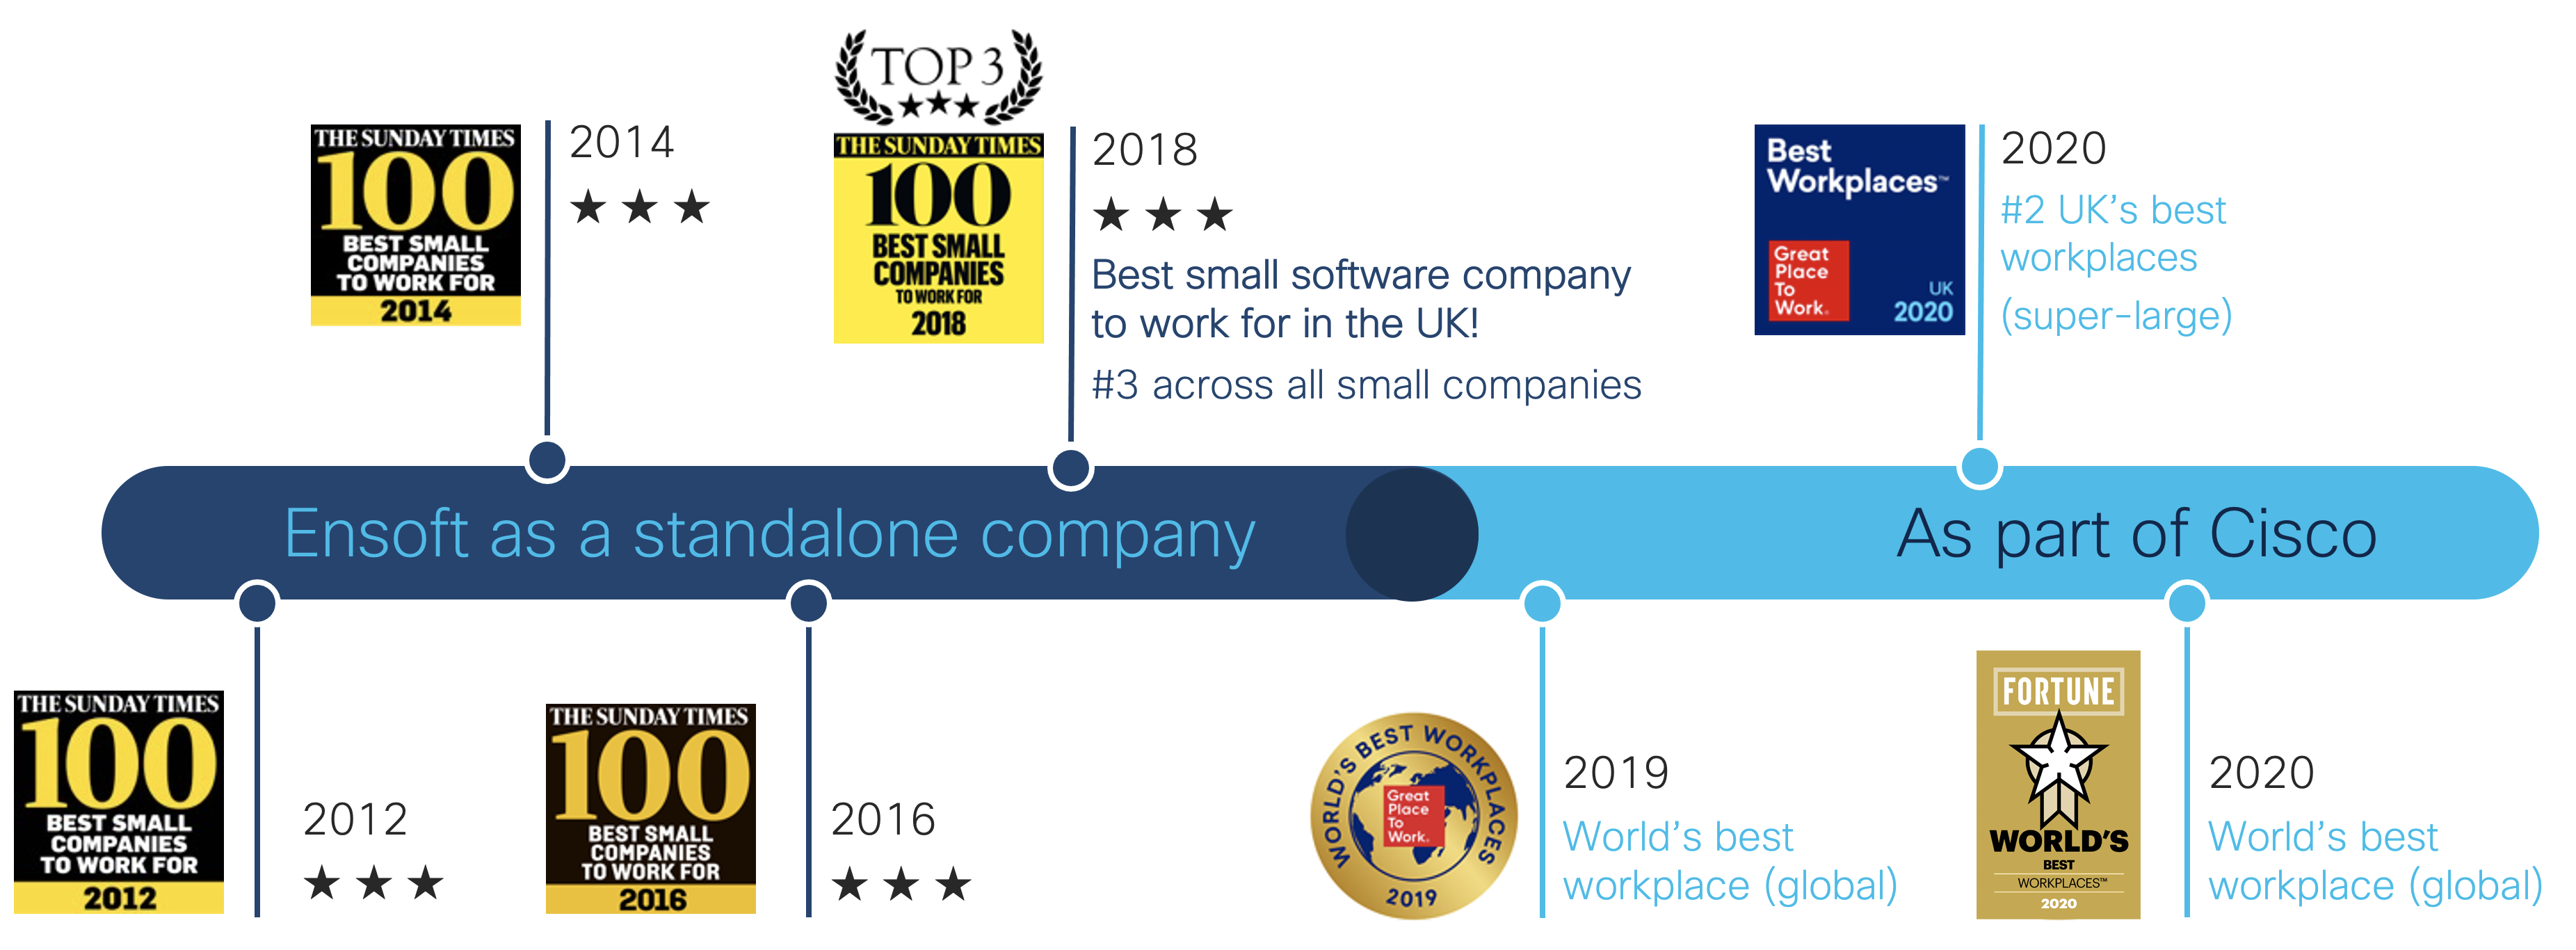 TOP 3
THE SUNDAY TIMES
100
BEST SMALL
COMPANIES
TO WORK FOR
2014
2014
THE SUNDAY TIMES
100
BEST SMALL
COMPANIES
TO WORK FOR
2018
2018
Best small software company
to work for in the UK!
#3 across all small companies
Best
Workplaces™
Great
Place
To
Work.
UK
2020
2020
#2 UK's best
workplaces
(super-large)
Ensoft as a standalone company
As part of Cisco
THE SUNDAY TIMES
100
BEST SMALL
COMPANIES
TO WORK FOR
2012
2012
THE SUNDAY TIMES
100
BEST SMALL
COMPANIES
TO WORK FOR
2016
2016
WORLD'S BEST WORKPLACES
Great
Place
To
Work.
2019
2019
World's best
workplace (global)
FORTUNE
WORLD'S
BEST
WORKPLACES™
2020
2020
World's best
workplace (global)